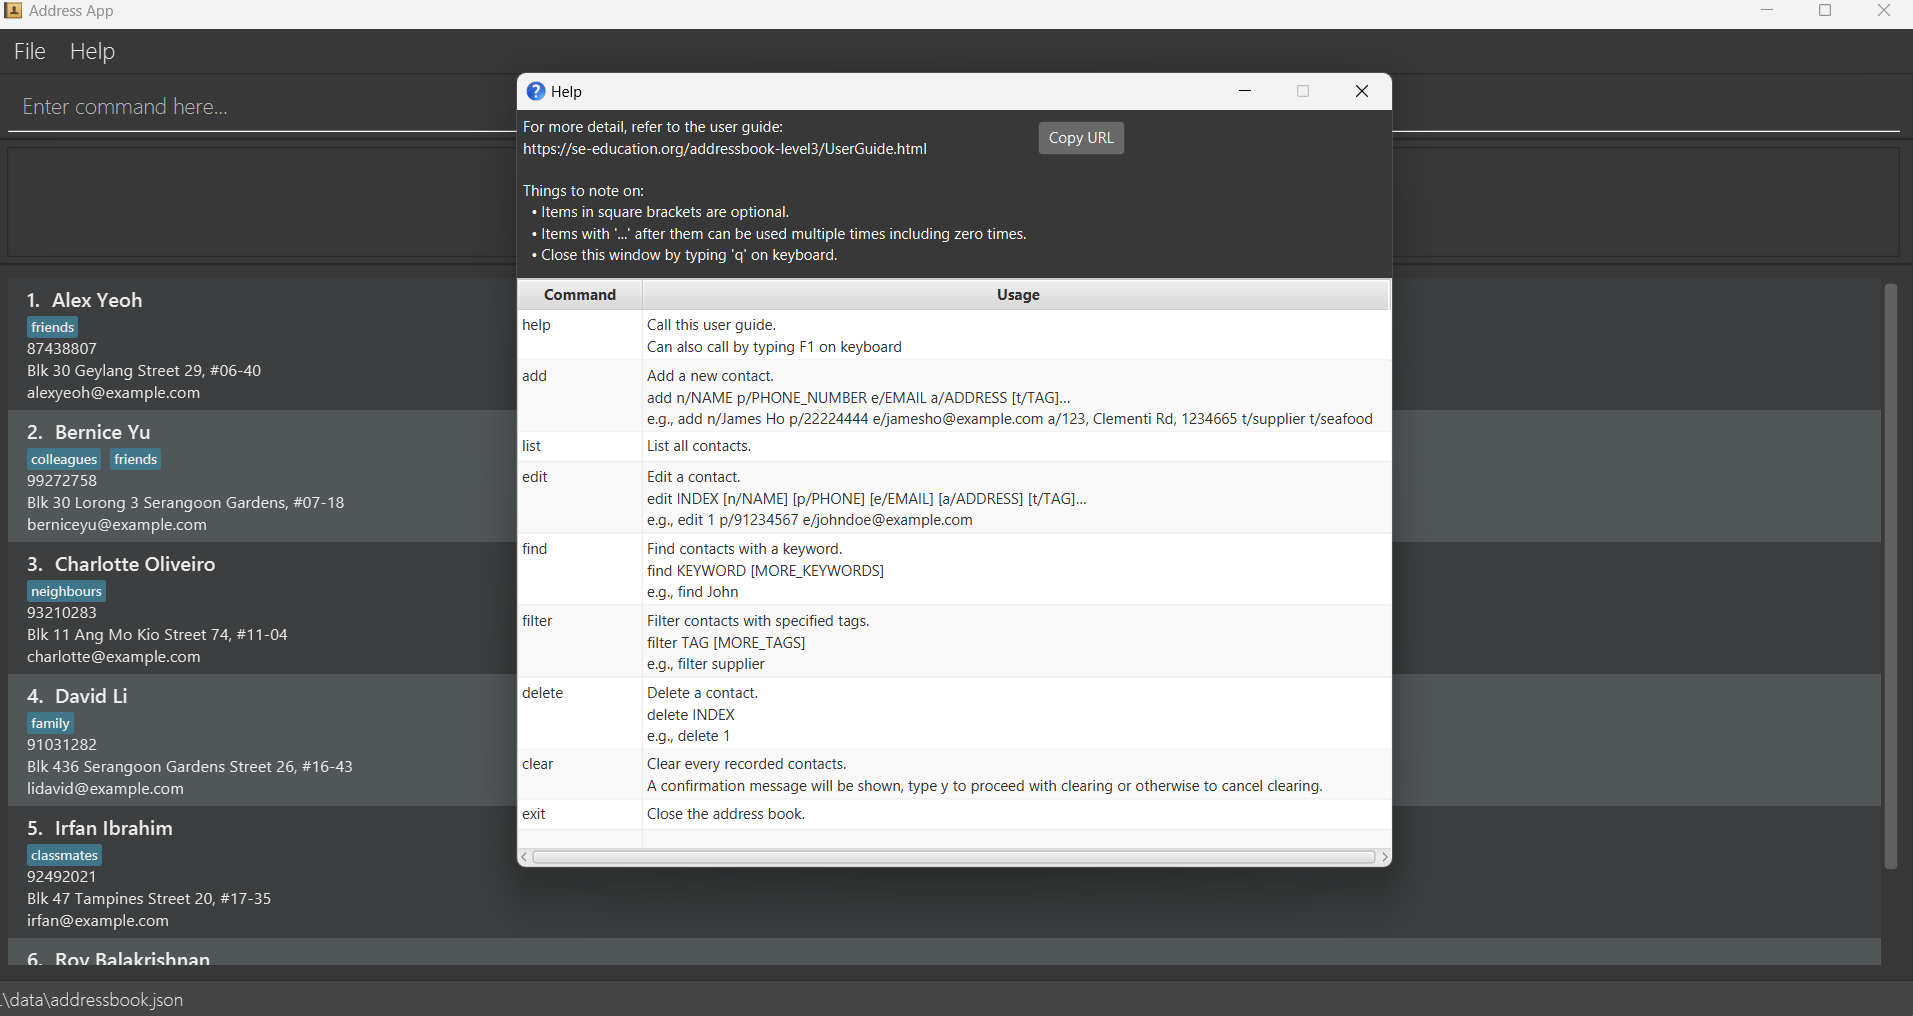 Address App
File Help
Enter command here...
1. Alex Yeoh
friends
87438807
Blk 30 Geylang Street 29, #06-40
alexyeoh@example.com
2. Bernice Yu
colleagues friends
99272758
Blk 30 Lorong 3 Serangoon Gardens, #07-18
berniceyu@example.com
3. Charlotte Oliveiro
neighbours
93210283
Blk 11 Ang Mo Kio Street 74, #11-04
charlotte@example.com
4. David Li
family
91031282
Blk 436 Serangoon Gardens Street 26, #16-43
lidavid@example.com
5. Irfan Ibrahim
classmates
92492021
Blk 47 Tampines Street 20, #17-35
irfan@example.com
6. Roy Balakrishnan
.\data\addressbook.json
Help
For more detail, refer to the user guide:
https://se-education.org/addressbook-level3/UserGuide.html
Copy URL
Things to note on:
• Items in square brackets are optional.
• Items with '...' after them can be used multiple times including zero times.
• Close this window by typing 'q' on keyboard.
Command Usage
help Call this user guide.
Can also call by typing F1 on keyboard
add Add a new contact.
add n/NAME p/PHONE_NUMBER e/EMAIL a/ADDRESS [t/TAG]...
e.g., add n/James Ho p/22224444 e/jamesho@example.com a/123, Clementi Rd, 1234665 t/supplier t/seafood
list List all contacts.
edit Edit a contact.
edit INDEX [n/NAME] [p/PHONE] [e/EMAIL] [a/ADDRESS] [t/TAG]...
e.g., edit 1 p/91234567 e/johndoe@example.com
find Find contacts with a keyword.
find KEYWORD [MORE_KEYWORDS]
e.g., find John
filter Filter contacts with specified tags.
filter TAG [MORE_TAGS]
e.g., filter supplier
delete Delete a contact.
delete INDEX
e.g., delete 1
clear Clear every recorded contacts.
A confirmation message will be shown, type y to proceed with clearing or otherwise to cancel clearing.
exit Close the address book.